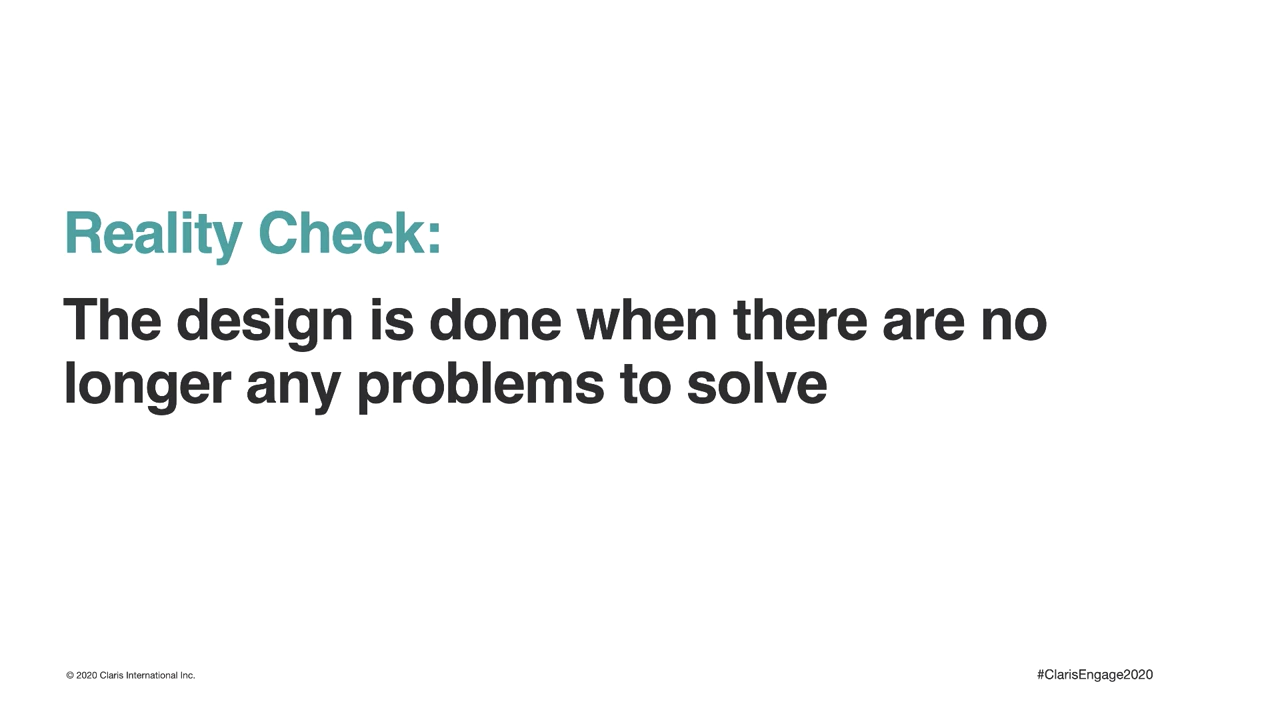 Reality Check:
The design is done when there are no
longer any problems to solve
© 2020 Claris International Inc.
#ClarisEngage2020